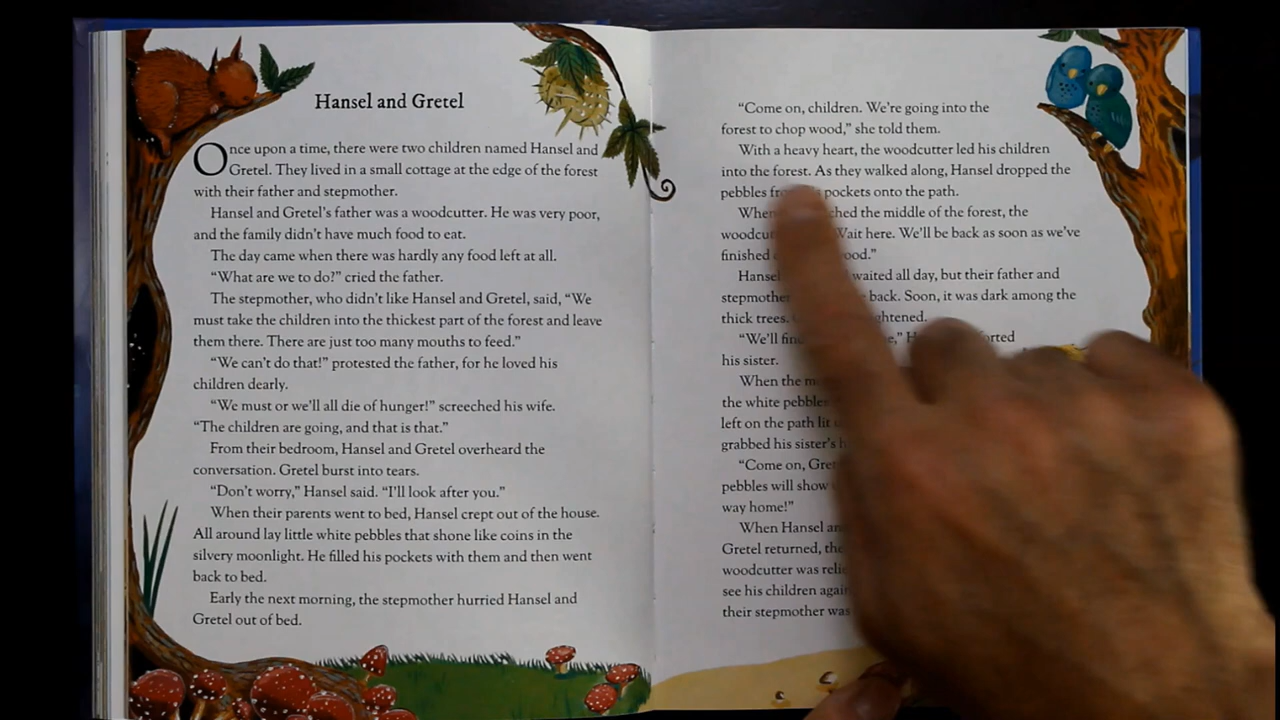 Hansel and Gretel
Once upon a time, there were two children named Hansel and
Gretel. They lived in a small cottage at the edge of the forest
with their father and stepmother.
Hansel and Gretel's father was a woodcutter. He was very poor,
and the family didn't have much food to eat.
The day came when there was hardly any food left at all.
“What are we to do?” cried the father.
The stepmother, who didn't like Hansel and Gretel, said, “We
must take the children into the thickest part of the forest and leave
them there. There are just too many mouths to feed.”
“We can't do that!” protested the father, for he loved his
children dearly.
“We must or we'll all die of hunger!” screeched his wife.
“The children are going, and that is that.”
From their bedroom, Hansel and Gretel overheard the
conversation. Gretel burst into tears.
“Don't worry,” Hansel said. “I'll look after you.”
When their parents went to bed, Hansel crept out of the house.
All around lay little white pebbles that shone like coins in the
silvery moonlight. He filled his pockets with them and then went
back to bed.
Early the next morning, the stepmother hurried Hansel and
Gretel out of bed.
“Come on, children. We're going into the
forest to chop wood,” she told them.
With a heavy heart, the woodcutter led his children
into the forest. As they walked along, Hansel dropped the
pebbles pockets onto the path.
When the middle of the forest, the
Wait here. We'll be back as soon as we've
finished
Hansel waited all day, but their father and
stepmother back. Soon, it was dark among the
thick trees.
“We'll
his sister.
When the
the white pebbles
left on the path lit
grabbed his sister's
“Come on,
pebbles will show
way home!”
When Hansel
Gretel returned,
woodcutter was
see his children
their stepmother was